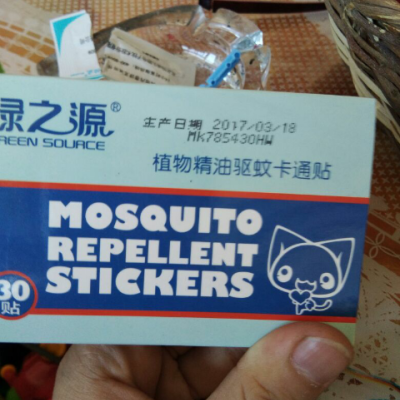 绿之源®
REEN SOURCE
生产日期 2017/03/18
MK785430HW
植物精油驱蚊卡通贴
MOSQUITO
REPELLENT
STICKERS
30
贴